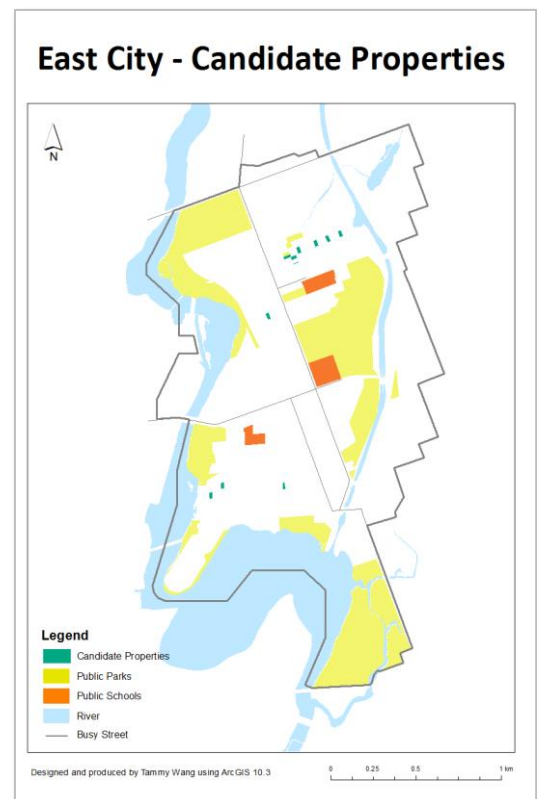 East City - Candidate Properties
N
Legend
Candidate Properties
Public Parks
Public Schools
River
Busy Street
Designed and produced by Tammy Wang using ArcGIS 10.3
0 0.25 0.5 1 km